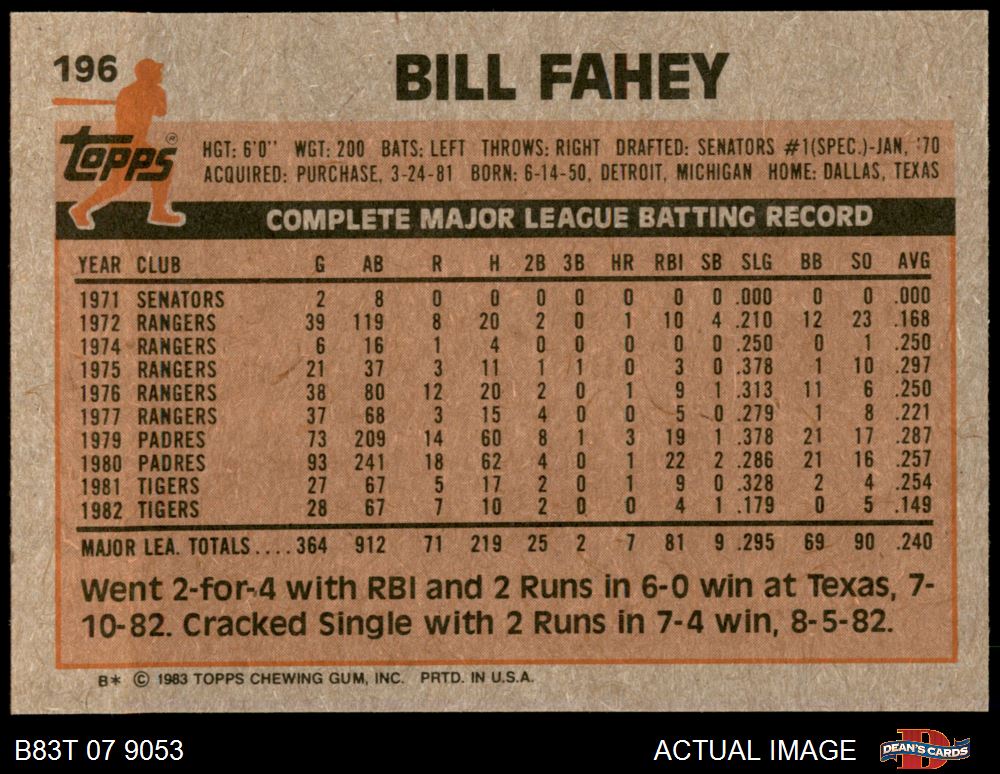 196
BILL FAHEY
Topps ®
HGT: 6'0" WGT: 200 BATS: LEFT THROWS: RIGHT DRAFTED: SENATORS #1(SPEC.)-JAN, '70
ACQUIRED: PURCHASE, 3-24-81 BORN: 6-14-50, DETROIT, MICHIGAN HOME: DALLAS, TEXAS
COMPLETE MAJOR LEAGUE BATTING RECORD
YEAR CLUB G AB R H 2B 3B HR RBI SB SLG BB SO AVG
1971 SENATORS 2 8 0 0 0 0 0 0 0 .000 0 0 .000
1972 RANGERS 39 119 8 20 2 0 1 10 4 .210 12 23 .168
1974 RANGERS 6 16 1 4 0 0 0 0 0 .250 0 1 .250
1975 RANGERS 21 37 3 11 1 1 0 3 0 .378 1 10 .297
1976 RANGERS 38 80 12 20 2 0 1 9 1 .313 11 6 .250
1977 RANGERS 37 68 3 15 4 0 0 5 0 .279 1 8 .221
1979 PADRES 73 209 14 60 8 1 3 19 1 .378 21 17 .287
1980 PADRES 93 241 18 62 4 0 1 22 2 .286 21 16 .257
1981 TIGERS 27 67 5 17 2 0 1 9 0 .328 2 4 .254
1982 TIGERS 28 67 7 10 2 0 0 4 1 .179 0 5 .149
MAJOR LEA. TOTALS....364 912 71 219 25 2 7 81 9 .295 69 90 .240
Went 2-for-4 with RBI and 2 Runs in 6-0 win at Texas, 7-
10-82. Cracked Single with 2 Runs in 7-4 win, 8-5-82.
B* © 1983 TOPPS CHEWING GUM, INC. PRTD. IN U.S.A.
B83T 07 9053
ACTUAL IMAGE
DEAN'S CARDS